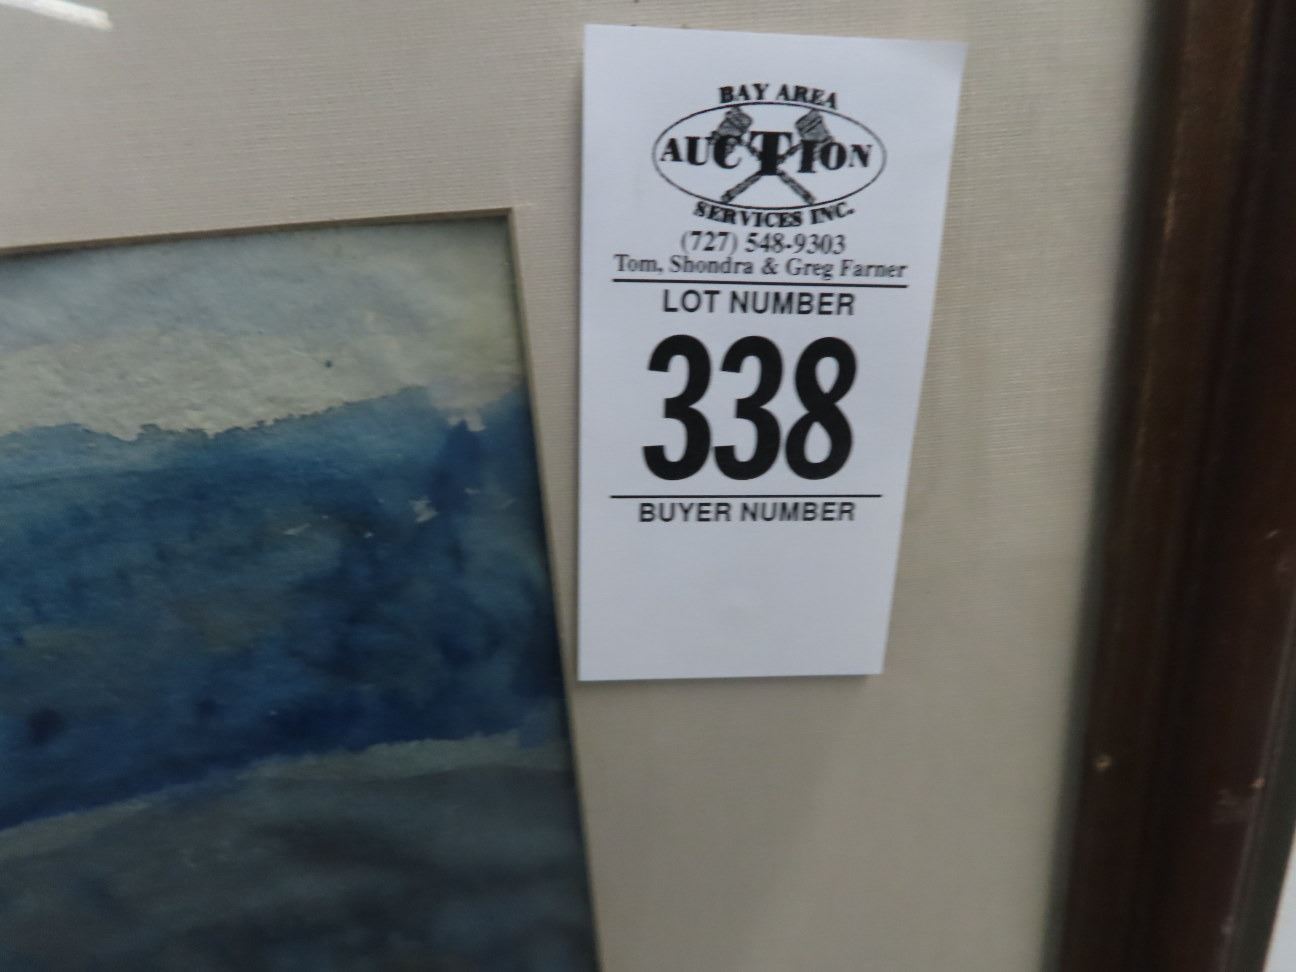 BAY AREA
AUCTION
SERVICES INC.
(727) 548-9303
Tom, Shondra & Greg Farner
LOT NUMBER
338
BUYER NUMBER